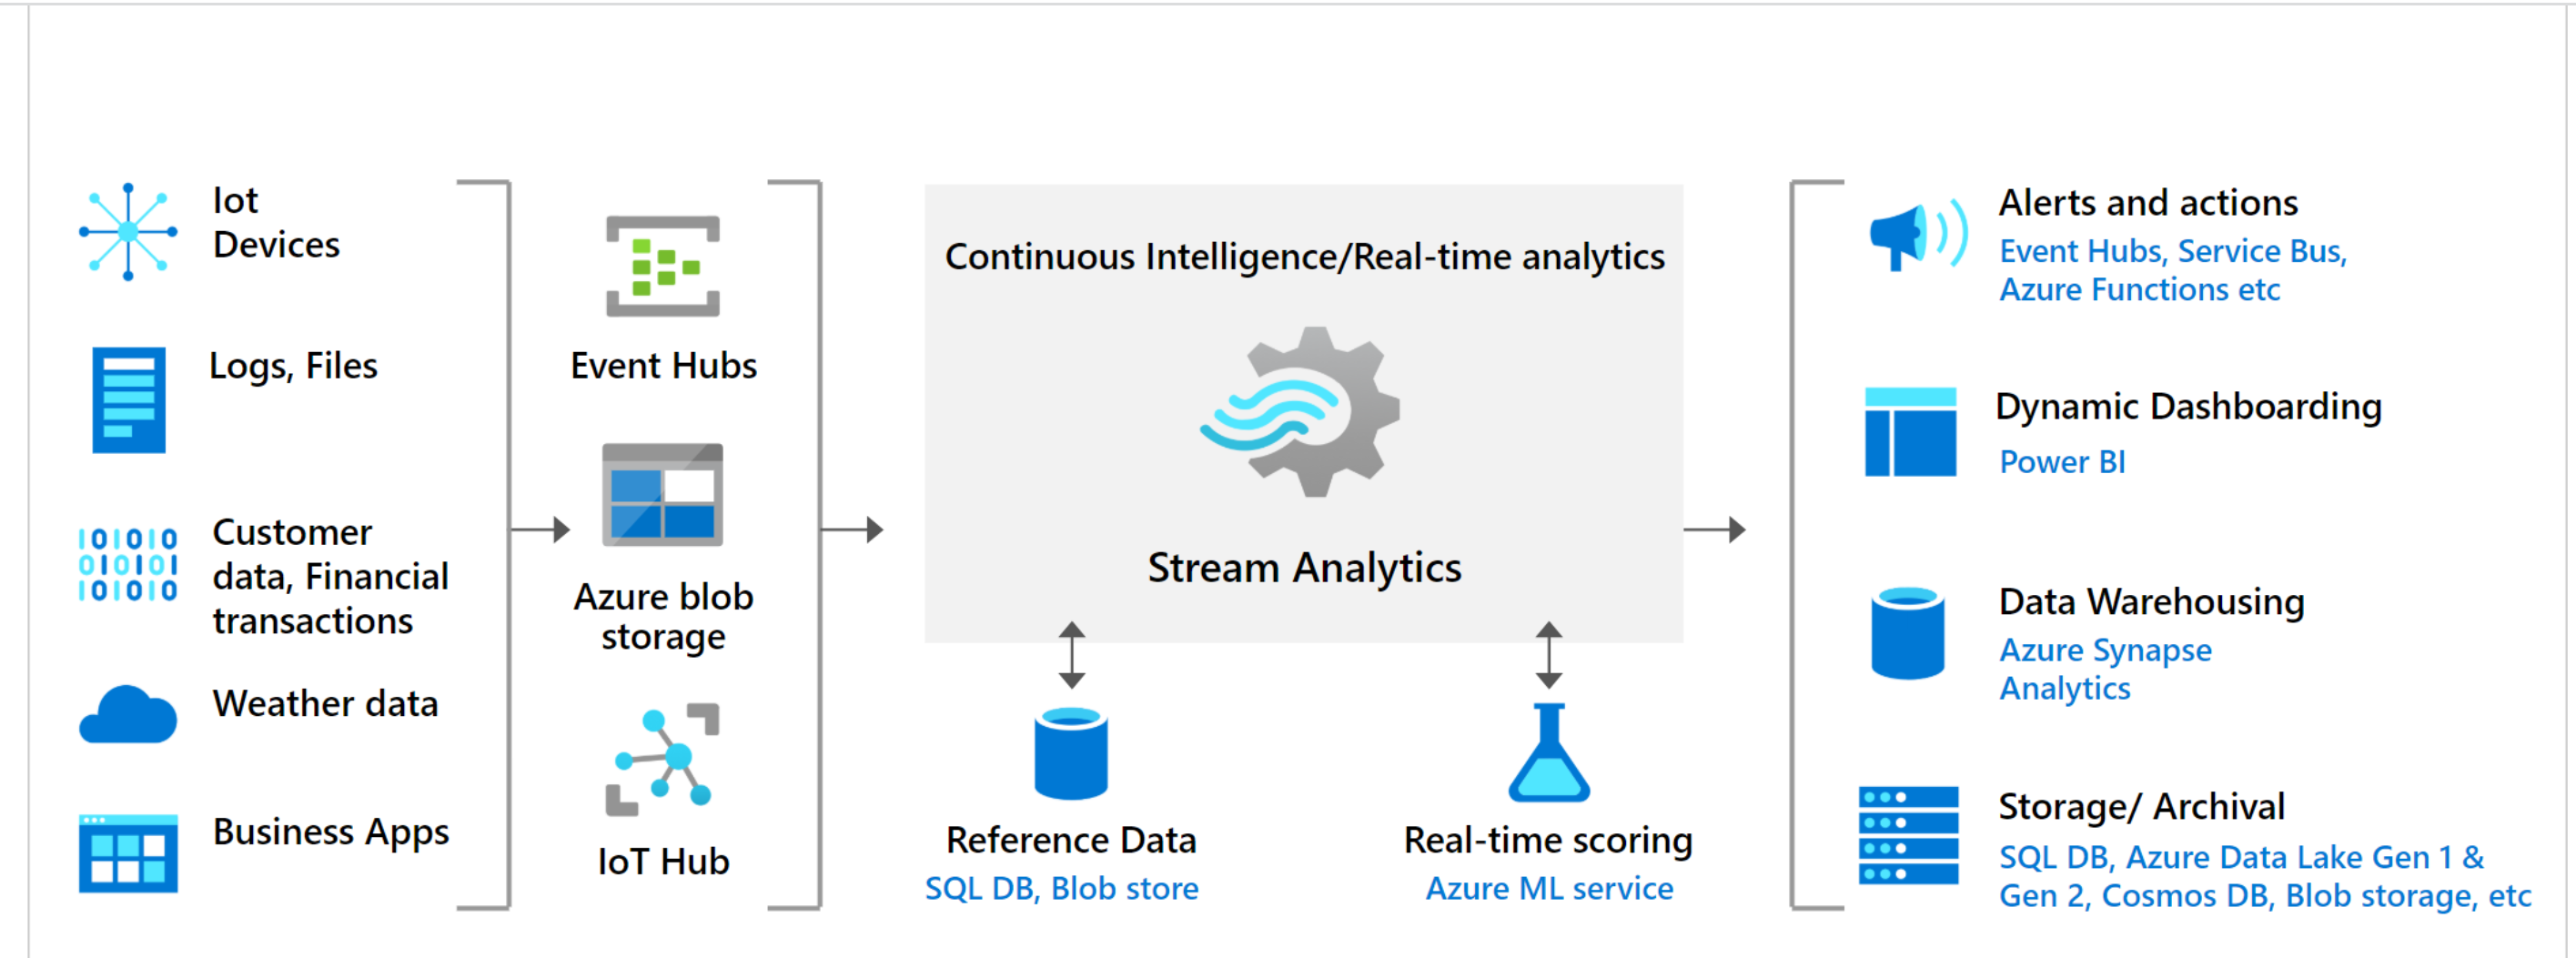 Iot
Devices
Logs, Files
Customer
data, Financial
transactions
Weather data
Business Apps
Event Hubs
Azure blob
storage
IoT Hub
Continuous Intelligence/Real-time analytics
Stream Analytics
Reference Data
SQL DB, Blob store
Real-time scoring
Azure ML service
Alerts and actions
Event Hubs, Service Bus,
Azure Functions etc
Dynamic Dashboarding
Power BI
Data Warehousing
Azure Synapse
Analytics
Storage/ Archival
SQL DB, Azure Data Lake Gen 1 &
Gen 2, Cosmos DB, Blob storage, etc